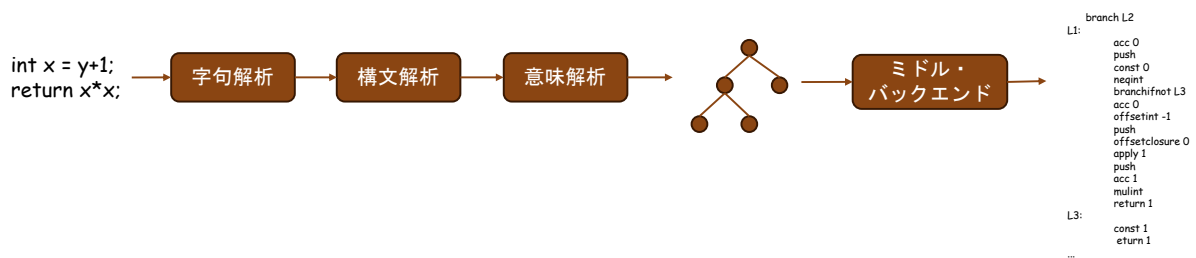 int x = y+1;
return x*x;
字句解析
構文解析
意味解析
ミドル・
バックエンド
branch L2
L1:
acc 0
push
const 0
neqint
branchifnot L3
acc 0
offsetint -1
push
offsetclosure 0
apply 1
push
acc 1
mulint
return 1
L3:
const 1
eturn 1
...